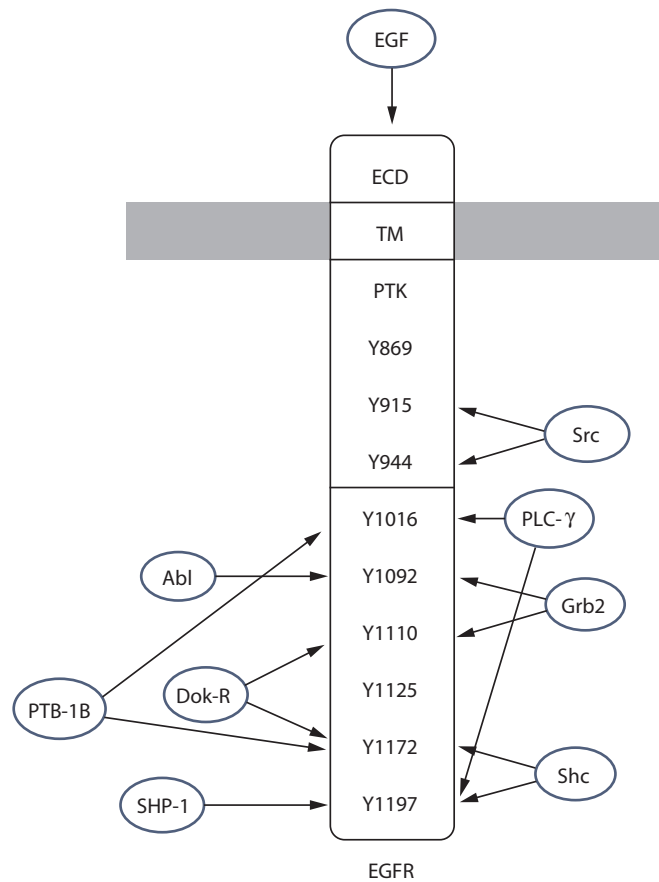 EGF
ECD
TM
PTK
Y869
Y915
Src
Y944
Y1016
PLC-γ
Abl
Y1092
Grb2
Y1110
Dok-R
Y1125
PTB-1B
Y1172
Shc
SHP-1
Y1197
EGFR